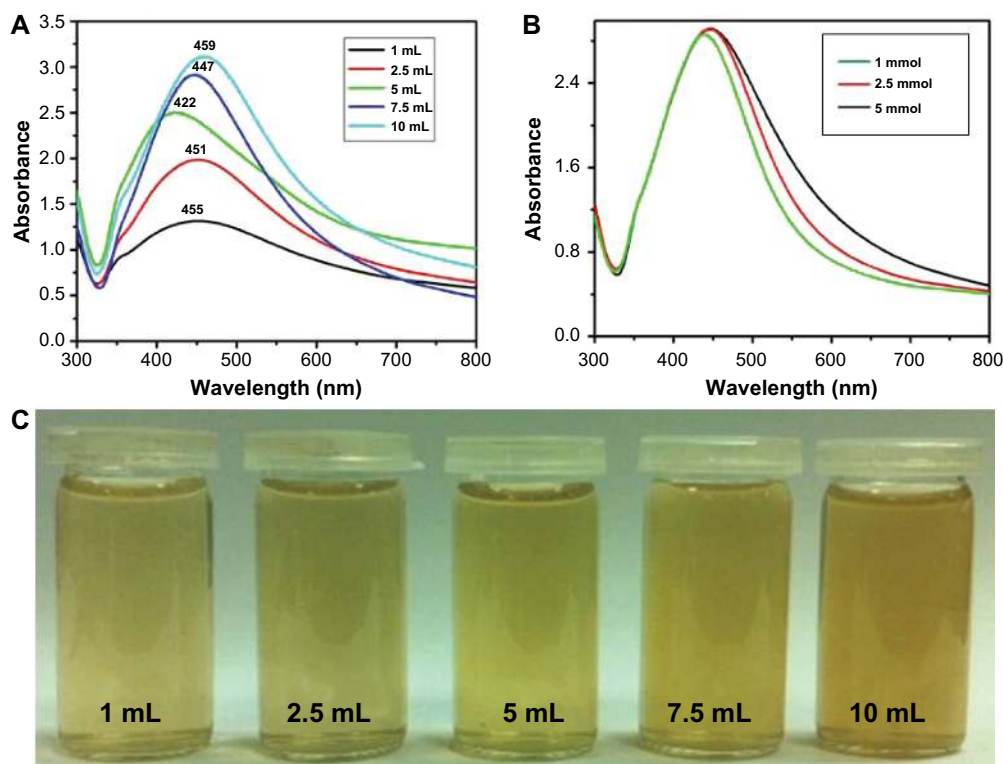 A
3.5
3.0
2.5
2.0
1.5
1.0
0.5
0.0
Absorbance
459
447
422
451
455
1 mL
2.5 mL
5 mL
7.5 mL
10 mL
300 400 500 600 700 800
Wavelength (nm)
B
2.4
1.6
0.8
0.0
Absorbance
1 mmol
2.5 mmol
5 mmol
300 400 500 600 700 800
Wavelength (nm)
C
1 mL 2.5 mL 5 mL 7.5 mL 10 mL